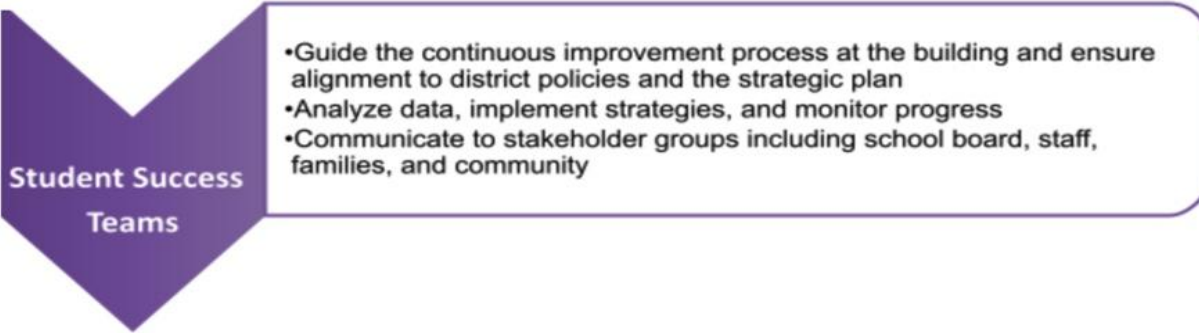 Student Success
Teams
•Guide the continuous improvement process at the building and ensure
alignment to district policies and the strategic plan
•Analyze data, implement strategies, and monitor progress
•Communicate to stakeholder groups including school board, staff,
families, and community